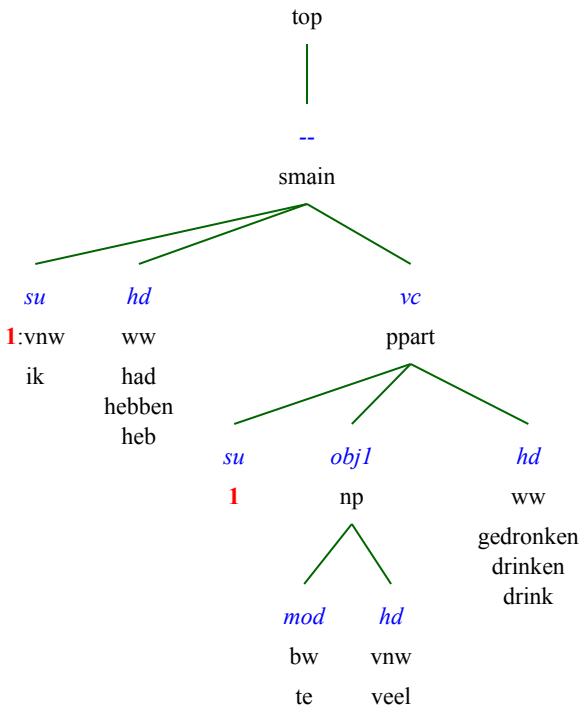 top
--
smain
su hd vc
1:vnw ww ppart
ik had
hebben
heb
su obj1 hd
1 np ww
gedronken
drinken
drink
mod hd
bw vnw
te veel